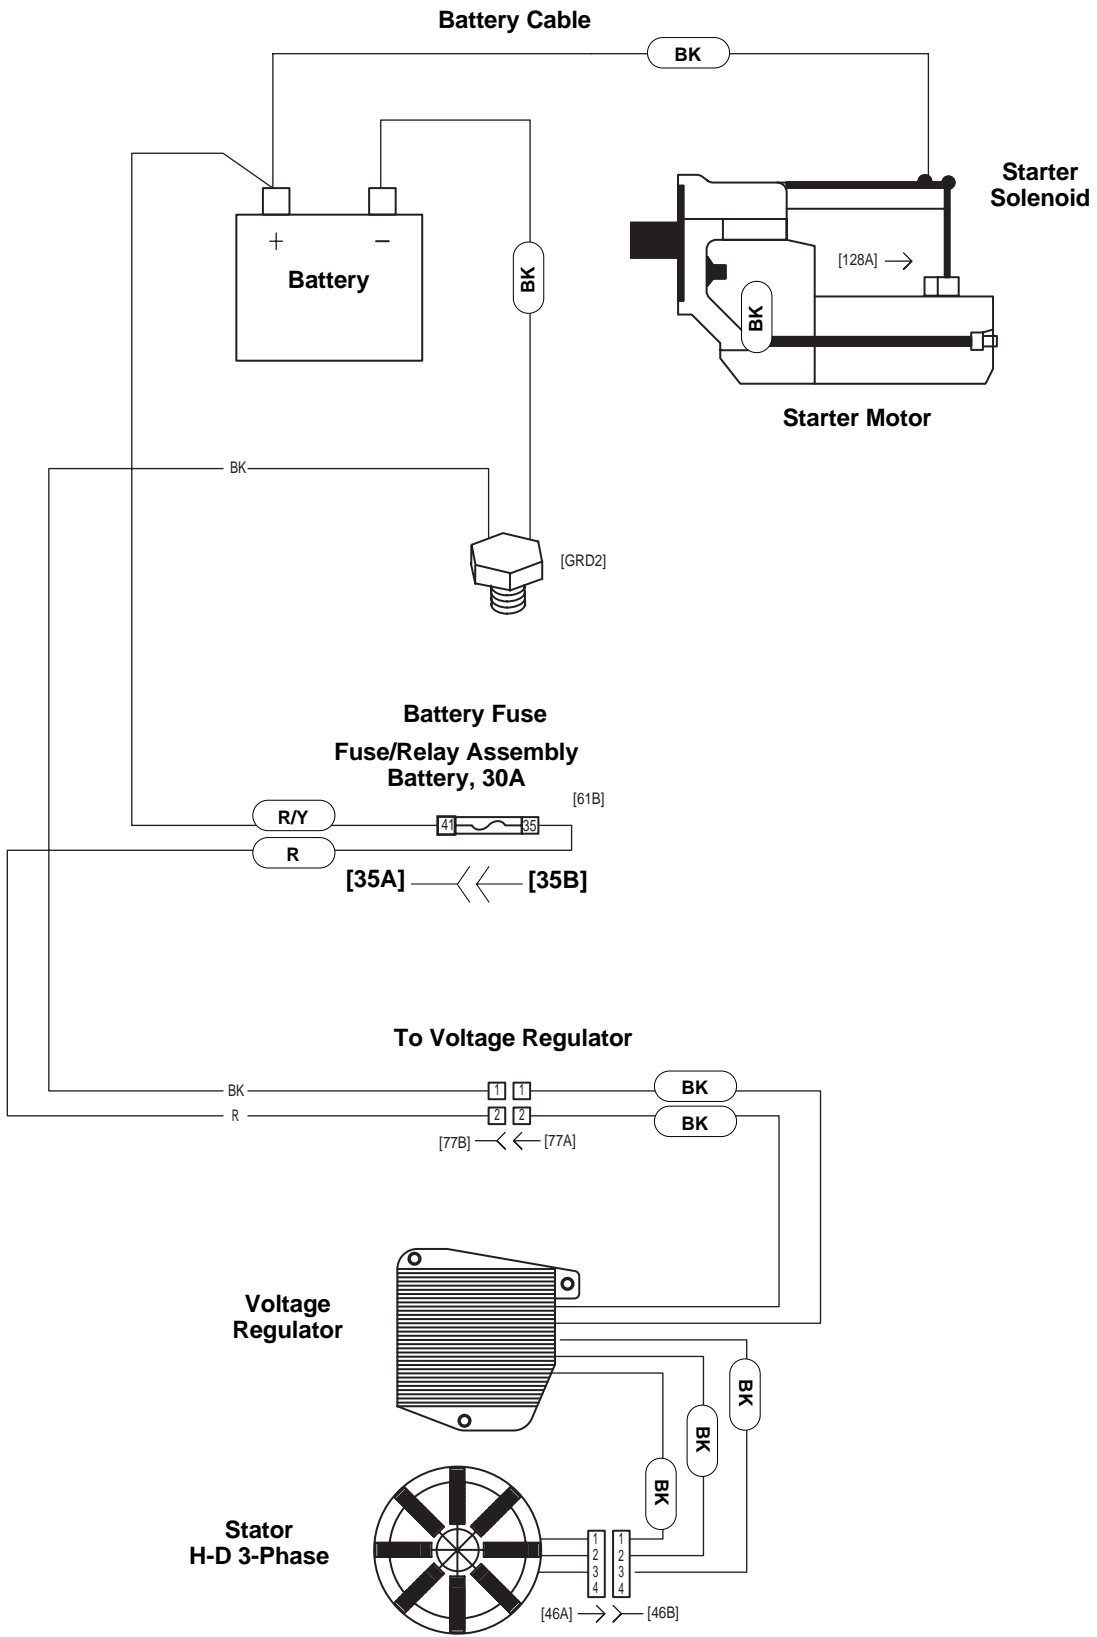 Battery Cable
BK
Starter
Solenoid
+ −
Battery
BK
[128A]
BK
Starter Motor
BK
[GRD2]
Battery Fuse
Fuse/Relay Assembly
Battery, 30A
[61B]
R/Y
41 35
R
[35A] [35B]
To Voltage Regulator
BK 1 1 BK
R 2 2 BK
[77B] [77A]
Voltage
Regulator
BK
BK
BK
Stator
H-D 3-Phase
1 1
2 2
3 3
4 4
[46A] [46B]